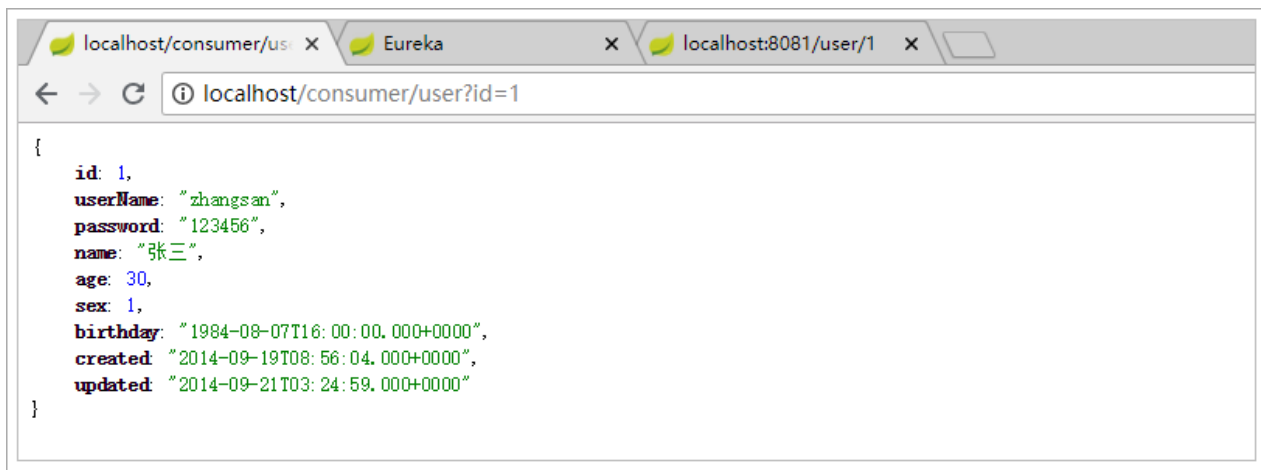 localhost/consumer/us
Eureka
localhost:8081/user/1
localhost/consumer/user?id=1
{
id: 1,
userName: "zhangsan",
password: "123456",
name: "张三",
age: 30,
sex: 1,
birthday: "1984-08-07T16:00:00.000+0000",
created: "2014-09-19T08:56:04.000+0000",
updated: "2014-09-21T03:24:59.000+0000"
}